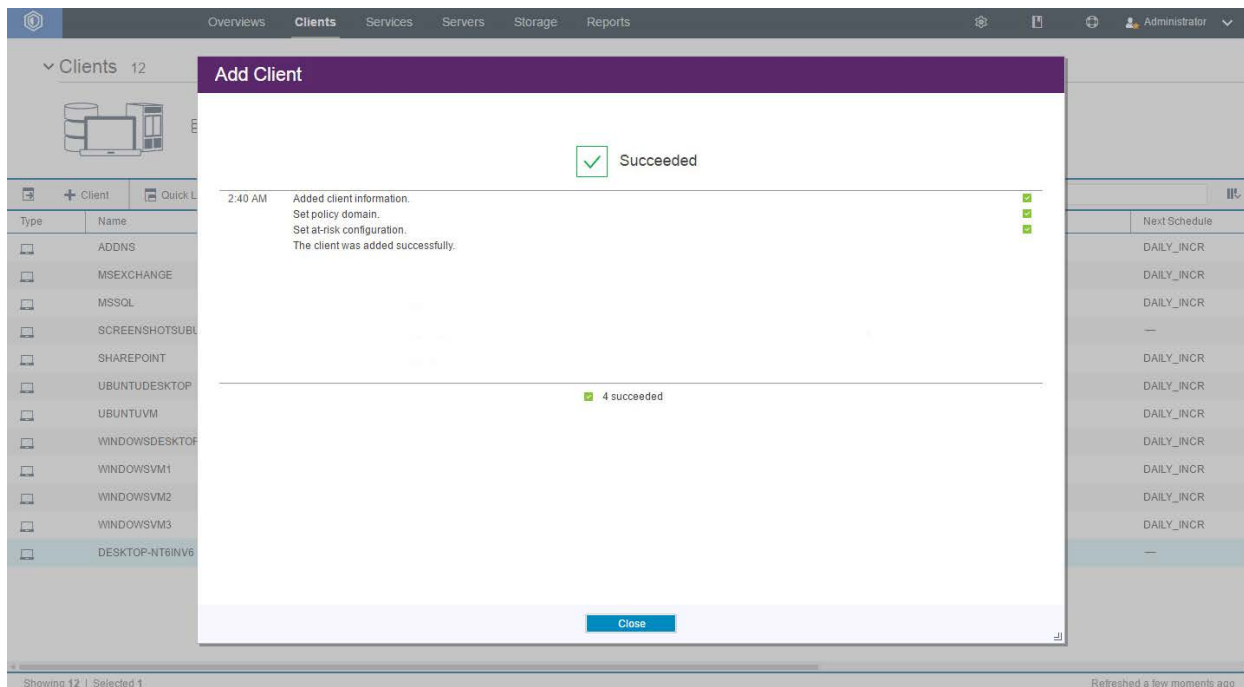 Overviews Clients Services Servers Storage Reports Administrator
Clients 12
Add Client
Succeeded
Client Quick L
2:40 AM Added client information.
Set policy domain.
Set at-risk configuration.
The client was added successfully.
4 succeeded
Close
Type Name Next Schedule
ADDNS DAILY_INCR
MSEXCHANGE DAILY_INCR
MSSQL DAILY_INCR
SCREENSHOTSUBU —
SHAREPOINT DAILY_INCR
UBUNTUDESKTOP DAILY_INCR
UBUNTUVM DAILY_INCR
WINDOWSDESKTOP DAILY_INCR
WINDOWSVM1 DAILY_INCR
WINDOWSVM2 DAILY_INCR
WINDOWSVM3 DAILY_INCR
DESKTOP-NT6INV6 —
Showing 12 | Selected 1 Refreshed a few moments ago